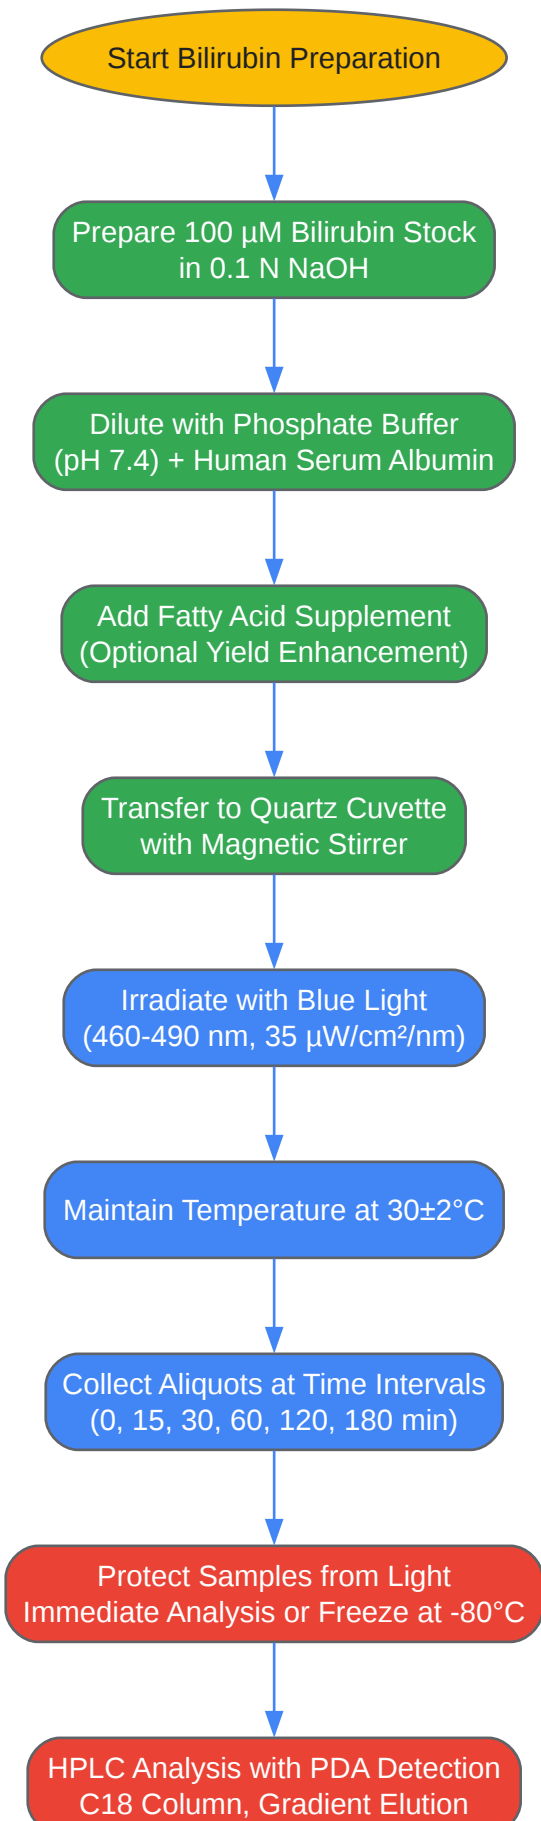 Start Bilirubin Preparation
Prepare 100 µM Bilirubin Stock
in 0.1 N NaOH
Dilute with Phosphate Buffer
(pH 7.4) + Human Serum Albumin
Add Fatty Acid Supplement
(Optional Yield Enhancement)
Transfer to Quartz Cuvette
with Magnetic Stirrer
Irradiate with Blue Light
(460-490 nm, 35 µW/cm²/nm)
Maintain Temperature at 30±2°C
Collect Aliquots at Time Intervals
(0, 15, 30, 60, 120, 180 min)
Protect Samples from Light
Immediate Analysis or Freeze at -80°C
HPLC Analysis with PDA Detection
C18 Column, Gradient Elution